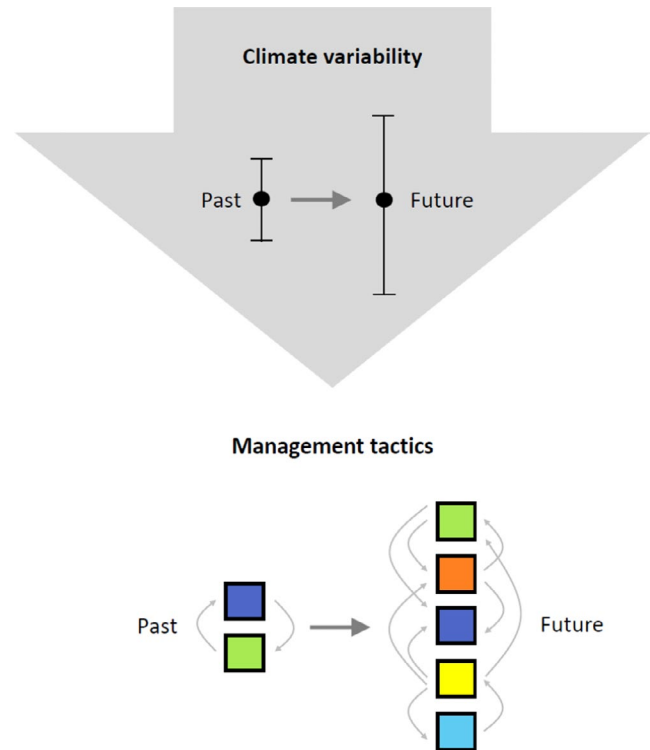 Climate variability
Past
Future
Management tactics
Past
Future